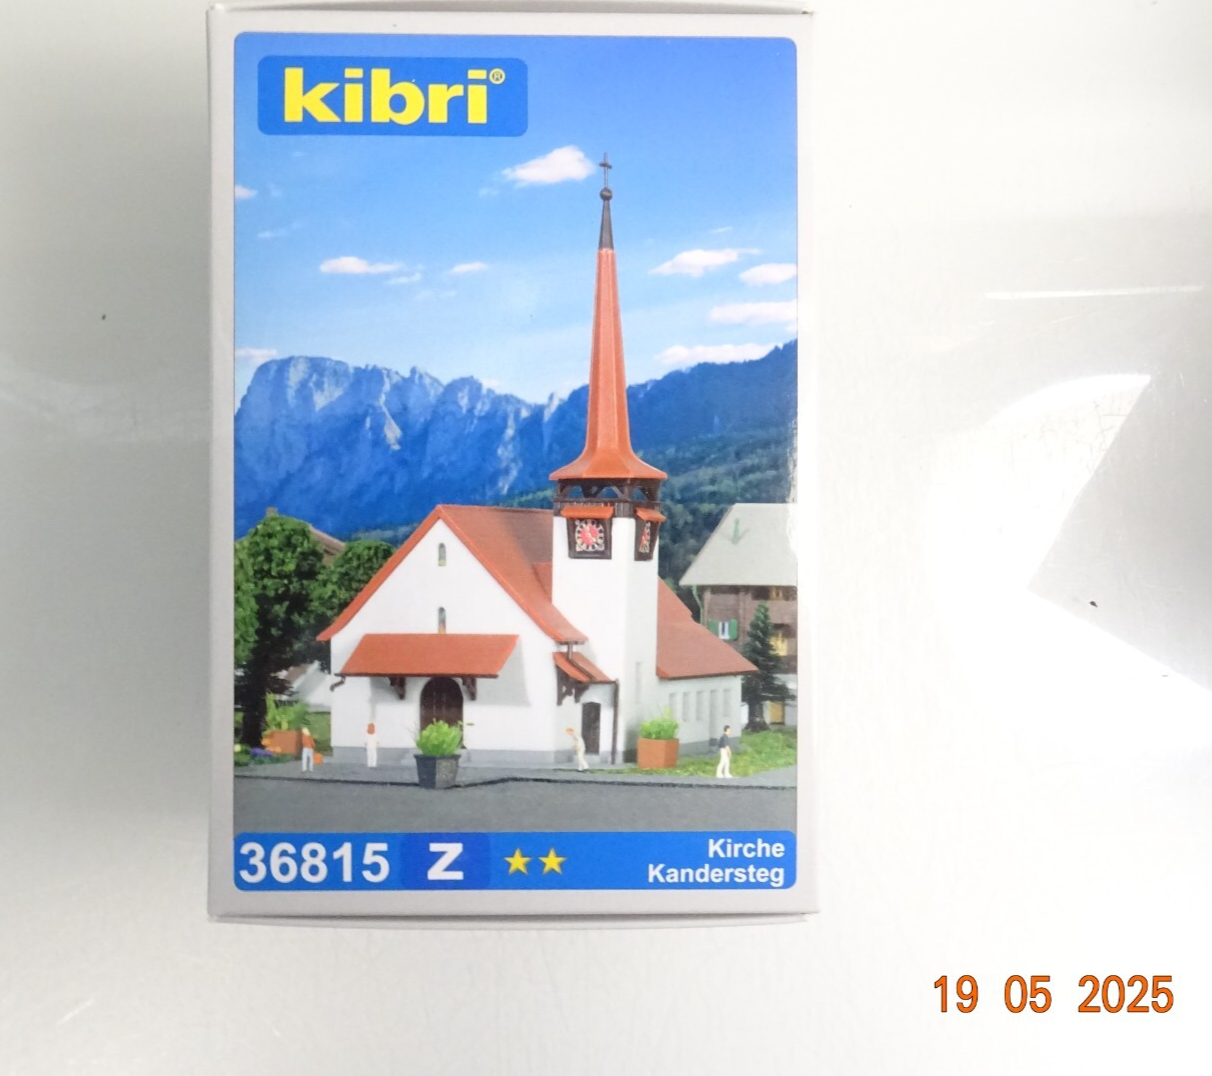 kibri®
36815 Z
Kirche
Kandersteg
19 05 2025